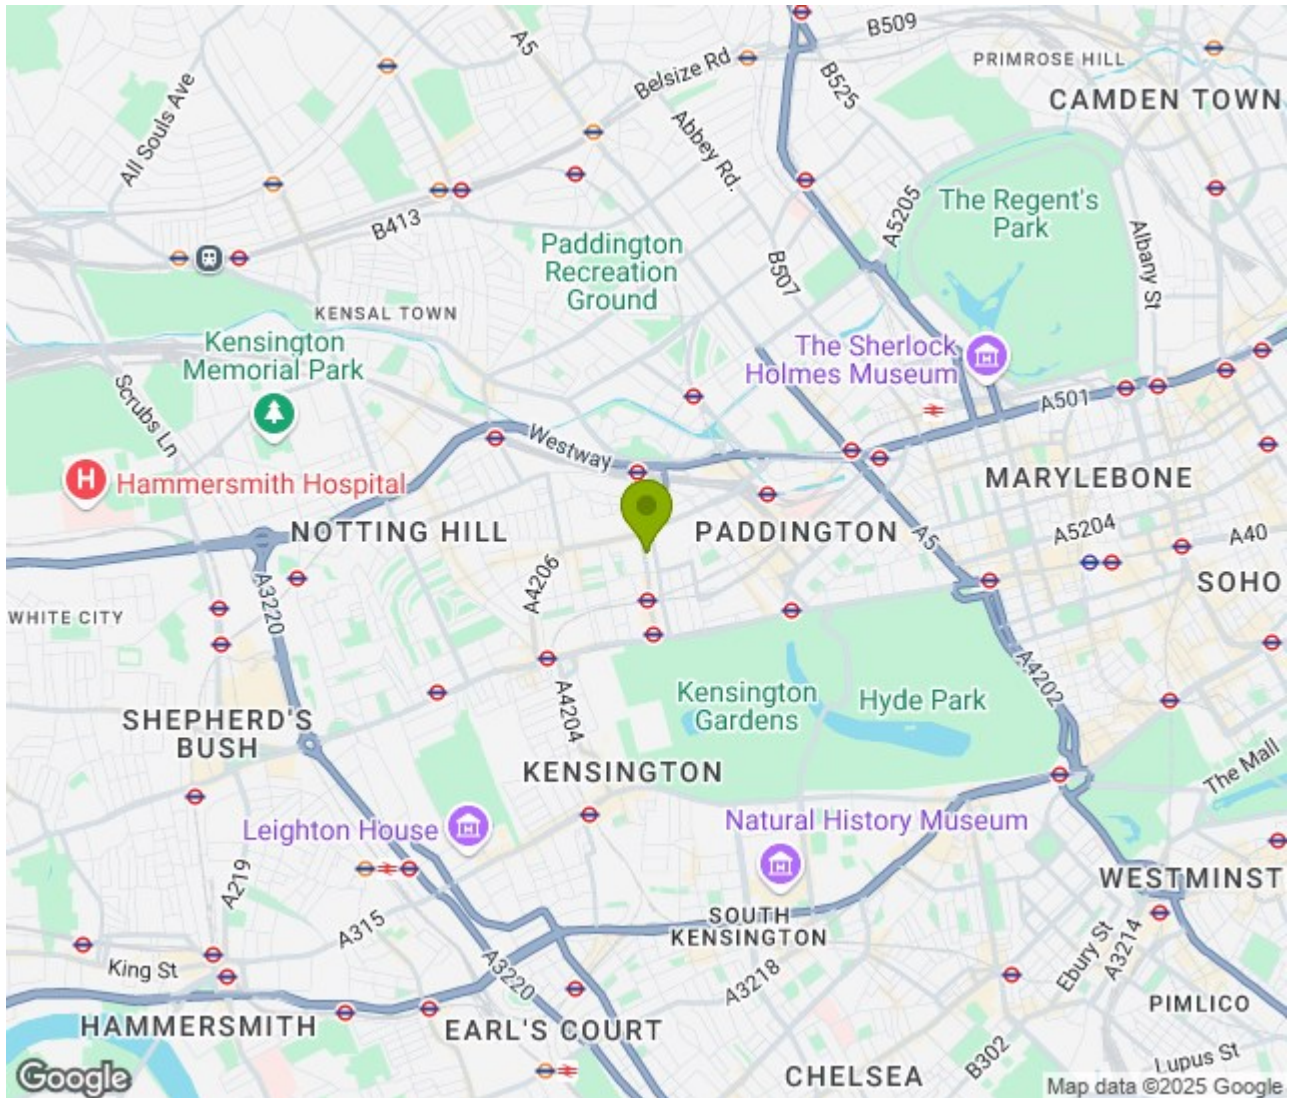 B509
A5
PRIMROSE HILL
Belsize Rd
B525
CAMDEN TOWN
All Souls Ave
Abbey Rd.
The Regent's
Park
A5205
B413
Albany St
Paddington
Recreation
Ground
B507
KENSAL TOWN
Kensington
Memorial Park
The Sherlock
Holmes Museum
Scrubs Ln
A501
Westway
H
Hammersmith Hospital
MARYLEBONE
NOTTING HILL
PADDINGTON
A5
A5204
A40
A4206
SOHO
A3220
WHITE CITY
A4202
Kensington
Gardens
Hyde Park
A4204
SHEPHERD'S
BUSH
The Mall
KENSINGTON
Leighton House
Natural History Museum
A219
WESTMINST
SOUTH
KENSINGTON
A315
Ebury St
A3214
King St
A3220
A3218
PIMLICO
HAMMERSMITH
EARL'S COURT
B302
Lupus St
CHELSEA
Google
Map data ©2025 Google